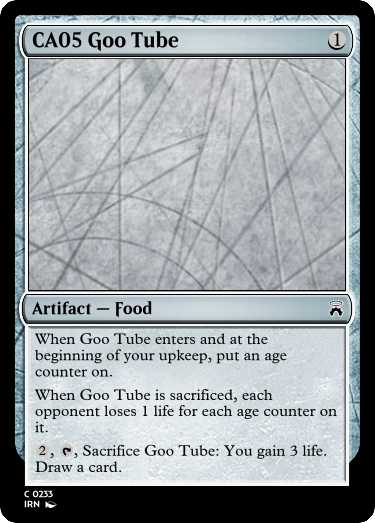 CA05 Goo Tube
1
Artifact — Food
When Goo Tube enters and at the
beginning of your upkeep, put an age
counter on.
When Goo Tube is sacrificed, each
opponent loses 1 life for each age counter on
it.
2, , Sacrifice Goo Tube: You gain 3 life.
Draw a card.
C 0233
IRN